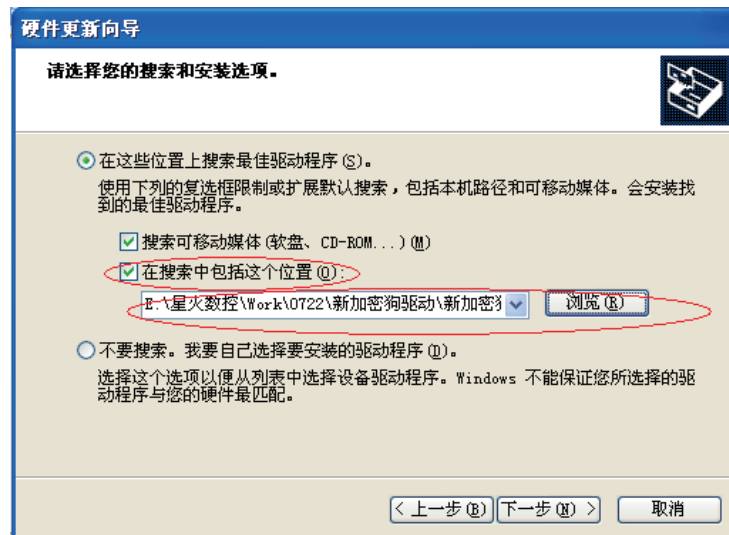 硬件更新向导
请选择您的搜索和安装选项。
在这些位置上搜索最佳驱动程序(S)。
使用下列的复选框限制或扩展默认搜索，包括本机路径和可移动媒体。会安装找
到的最佳驱动程序。
搜索可移动媒体(软盘、CD-ROM...)(M)
在搜索中包括这个位置(O):
E:\星火数控\Work\0722\新加密狗驱动\新加密 浏览(R)
不要搜索。我要自己选择要安装的驱动程序(D)。
选择这个选项以便从列表中选择设备驱动程序。Windows 不能保证您所选择的驱
动程序与您的硬件最匹配。
< 上一步(B) 下一步(N) > 取消